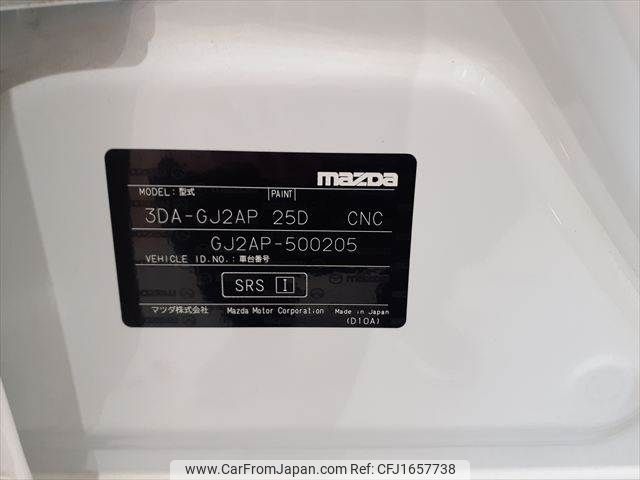 mazda
MODEL：型式 PAINT
3DA-GJ2AP 25D CNC
GJ2AP-500205
VEHICLE ID.NO.：車台番号
SRS I
マツダ株式会社 Mazda Motor Corporation Made in Japan
(D10A)
www.CarFromJapan.com | © CarFromJapan - CFJ1657738